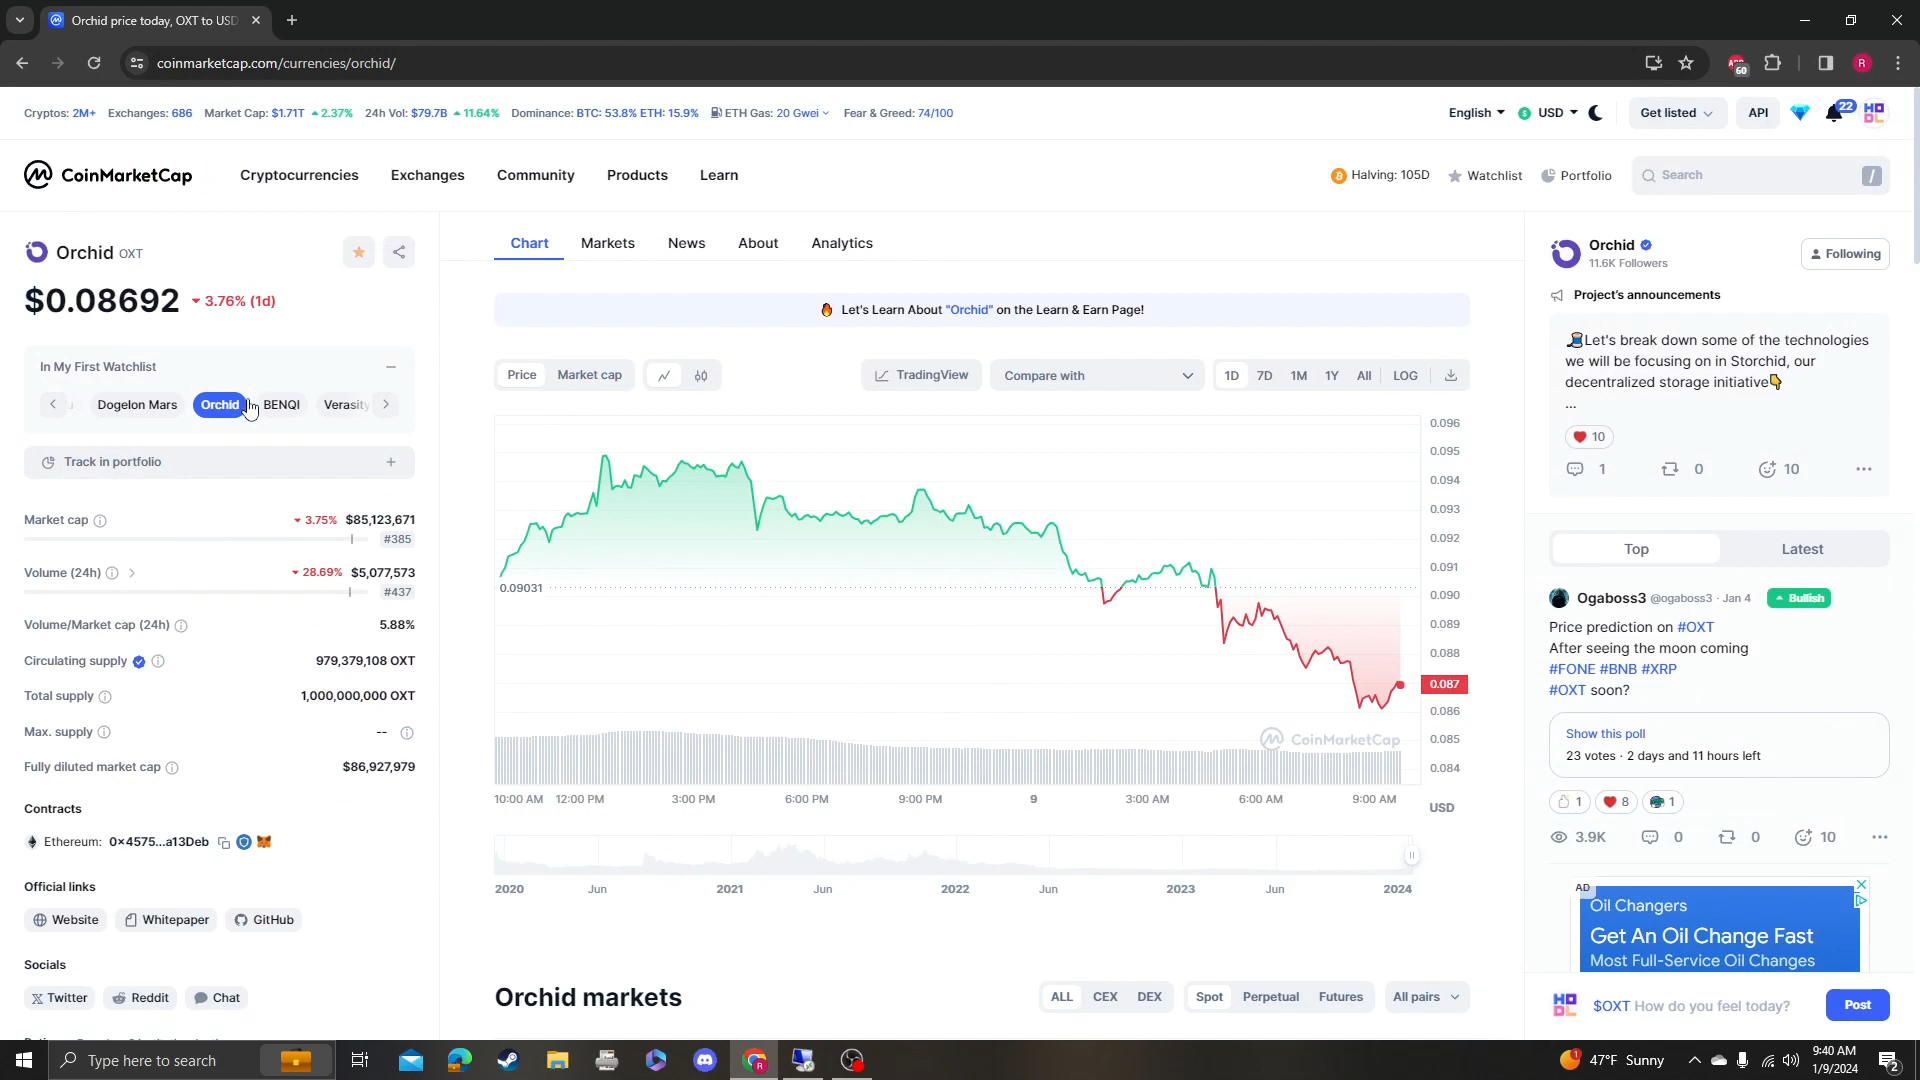 Orchid price today, OXT to USD
coinmarketcap.com/currencies/orchid/
60
R
Cryptos: 2M+ Exchanges: 686 Market Cap: $1.71T 2.37% 24h Vol: $79.7B 11.64% Dominance: BTC: 53.8% ETH: 15.9% ETH Gas: 20 Gwei Fear & Greed: 74/100
English USD Get listed API 22
CoinMarketCap
Cryptocurrencies Exchanges Community Products Learn
Halving: 105D Watchlist Portfolio Search /
Orchid OXT
$0.08692 3.76% (1d)
In My First Watchlist
Dogelon Mars Orchid BENQI Verasity
Track in portfolio
Market cap 3.75% $85,123,671
#385
Volume (24h) 28.69% $5,077,573
#437
Volume/Market cap (24h) 5.88%
Circulating supply 979,379,108 OXT
Total supply 1,000,000,000 OXT
Max. supply --
Fully diluted market cap $86,927,979
Contracts
Ethereum: 0x4575...a13Deb
Official links
Website Whitepaper GitHub
Socials
Twitter Reddit Chat
Chart Markets News About Analytics
Let's Learn About "Orchid" on the Learn & Earn Page!
Price Market cap TradingView Compare with 1D 7D 1M 1Y All LOG
0.096
0.095
0.094
0.093
0.092
0.091
0.090
0.089
0.088
0.087
0.086
0.085
0.084
0.09031
CoinMarketCap
10:00 AM 12:00 PM 3:00 PM 6:00 PM 9:00 PM 9 3:00 AM 6:00 AM 9:00 AM USD
2020 Jun 2021 Jun 2022 Jun 2023 Jun 2024
Orchid markets
ALL CEX DEX Spot Perpetual Futures All pairs
Orchid
11.6K Followers
Following
Project's announcements
Let's break down some of the technologies
we will be focusing on in Storchid, our
decentralized storage initiative
...
10
1 0 10
Top Latest
Ogaboss3 @ogaboss3 · Jan 4 Bullish
Price prediction on #OXT
After seeing the moon coming
#FONE #BNB #XRP
#OXT soon?
Show this poll
23 votes · 2 days and 11 hours left
1 8 1
3.9K 0 0 10
AD
Oil Changers
Get An Oil Change Fast
Most Full-Service Oil Changes
$OXT How do you feel today? Post
Type here to search
1 47°F Sunny
9:40 AM
1/9/2024
2